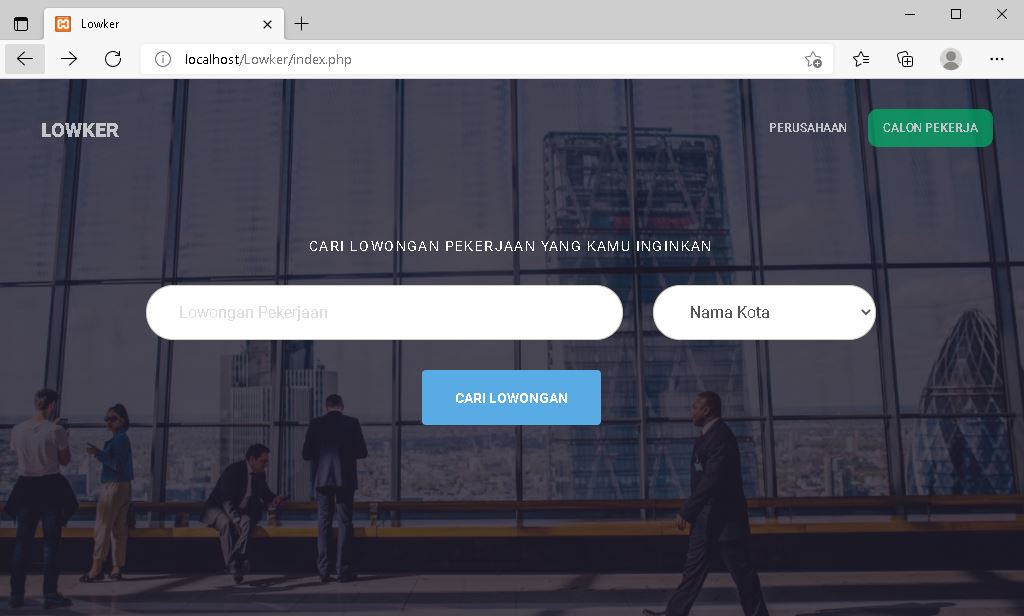 Lowker
localhost/Lowker/index.php
LOWKER
PERUSAHAAN
CALON PEKERJA
CARI LOWONGAN PEKERJAAN YANG KAMU INGINKAN
Lowongan Pekerjaan
Nama Kota
CARI LOWONGAN